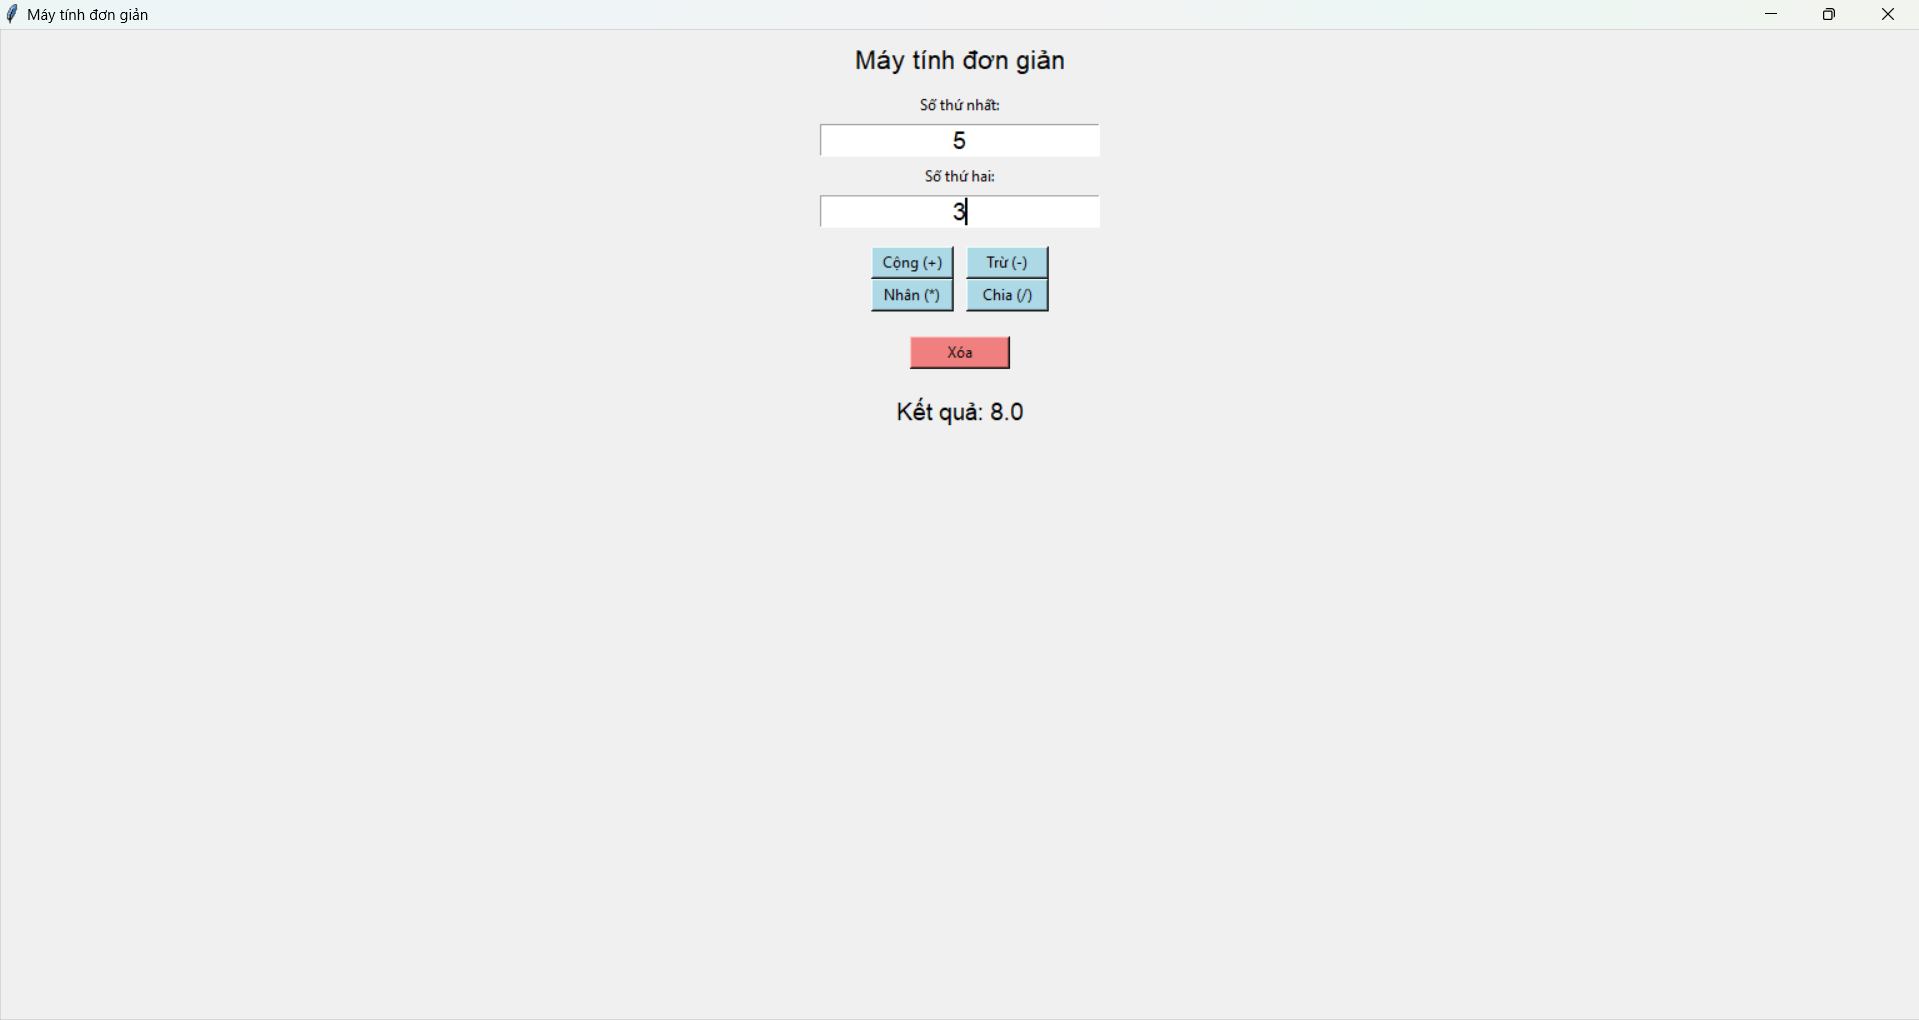 Máy tính đơn giản
Máy tính đơn giản
Số thứ nhất:
5
Số thứ hai:
3
Cộng (+) Trừ (-)
Nhân (*) Chia (/)
Xóa
Kết quả: 8.0